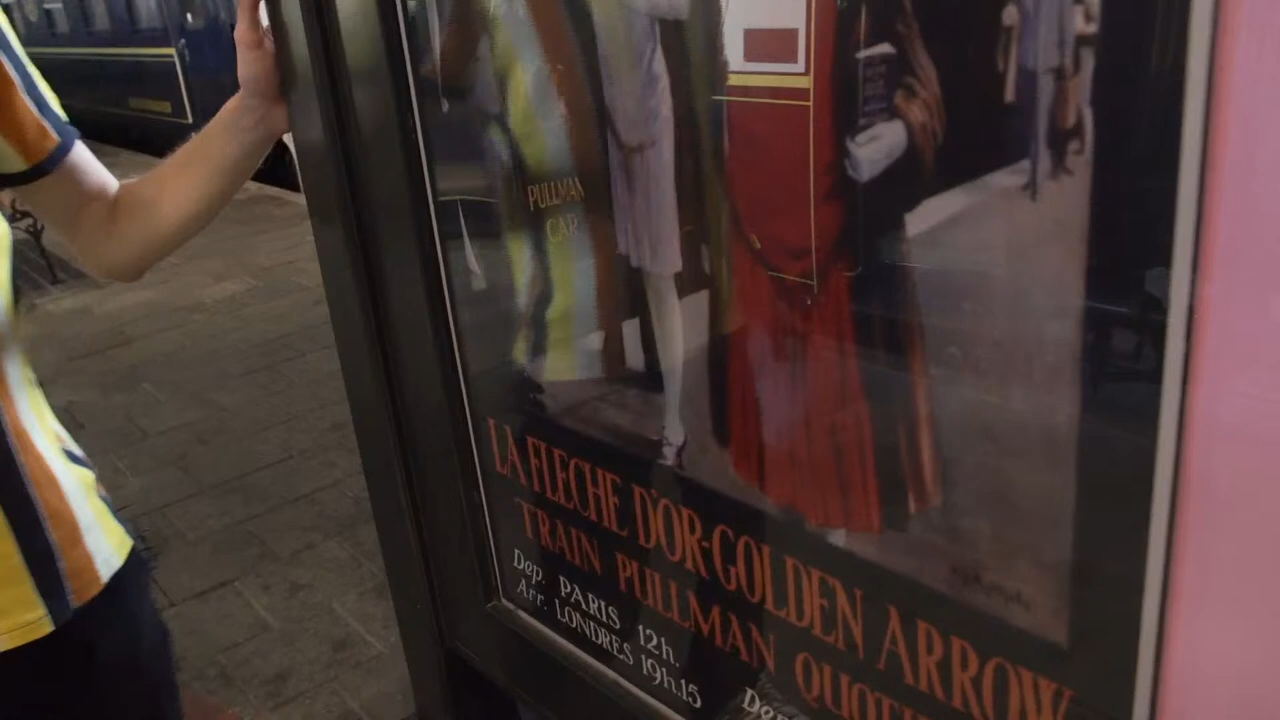 PULLMAN
CAR
LA FLECHE D'OR-GOLDEN ARROW
TRAIN PULLMAN
Dep. PARIS 12h.
Arr. LONDRES 19h.15